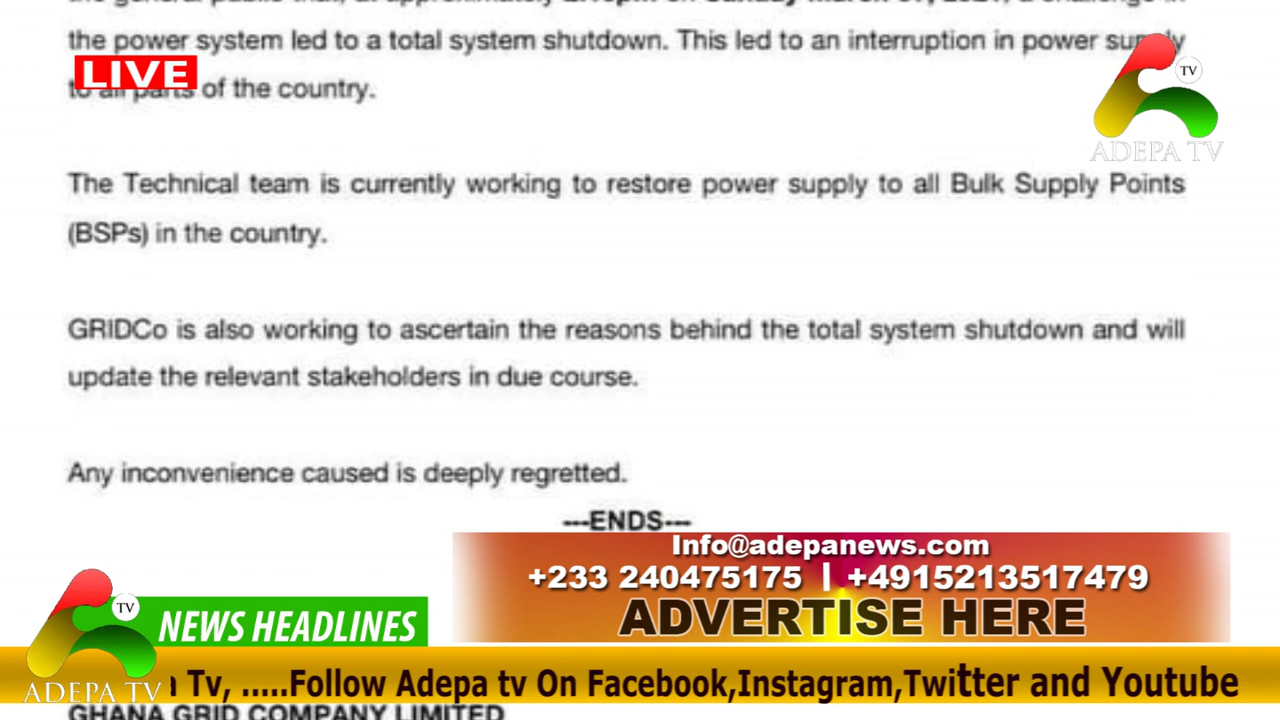 the power system led to a total system shutdown. This led to an interruption in power supply
LIVE
to all parts of the country.
TV
ADEPA TV
The Technical team is currently working to restore power supply to all Bulk Supply Points
(BSPs) in the country.
GRIDCo is also working to ascertain the reasons behind the total system shutdown and will
update the relevant stakeholders in due course.
Any inconvenience caused is deeply regretted.
---ENDS---
Info@adepanews.com
+233 240475175 | +4915213517479
ADVERTISE HERE
TV
NEWS HEADLINES
ADEPA TV
a Tv, .....Follow Adepa tv On Facebook,Instagram,Twitter and Youtube
GHANA GRID COMPANY LIMITED